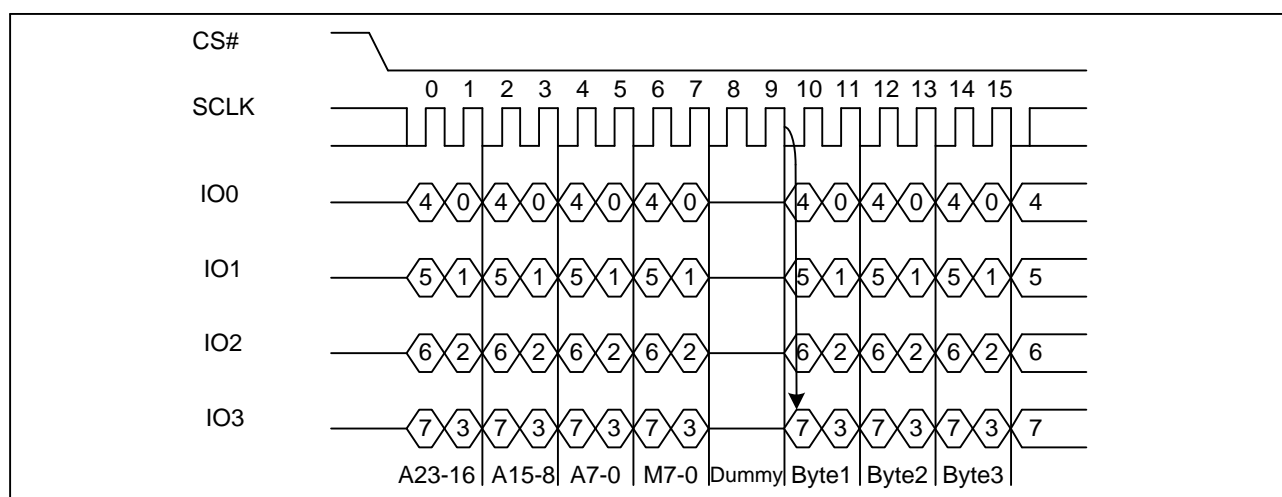 CS#
0 1 2 3 4 5 6 7 8 9 10 11 12 13 14 15
SCLK
IO0 4 0 4 0 4 0 4 0 4 0 4 0 4 0 4
IO1 5 1 5 1 5 1 5 1 5 1 5 1 5 1 5
IO2 6 2 6 2 6 2 6 2 6 2 6 2 6 2 6
IO3 7 3 7 3 7 3 7 3 7 3 7 3 7 3 7
A23-16 A15-8 A7-0 M7-0 Dummy Byte1 Byte2 Byte3